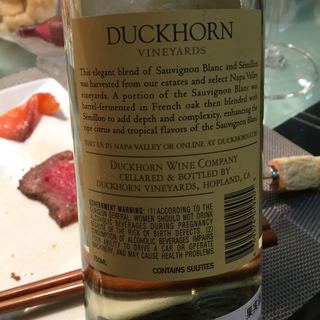 DUCKHORN
VINEYARDS
This elegant blend of Sauvignon Blanc and Sémillon
was harvested from our estates and select Napa Valley
vineyards. A portion of the Sauvignon Blanc was
barrel-fermented in French oak then blended with
Sémillon to add depth and complexity, enhancing the
ripe citrus and tropical flavors of the Sauvignon Blanc.
VISIT US IN NAPA VALLEY OR ONLINE AT DUCKHORN.COM
DUCKHORN WINE COMPANY
CELLARED & BOTTLED BY
DUCKHORN VINEYARDS, HOPLAND, CA
GOVERNMENT WARNING: (1) ACCORDING TO THE
SURGEON GENERAL, WOMEN SHOULD NOT DRINK
ALCOHOLIC BEVERAGES DURING PREGNANCY
BECAUSE OF THE RISK OF BIRTH DEFECTS. (2)
CONSUMPTION OF ALCOHOLIC BEVERAGES IMPAIRS
YOUR ABILITY TO DRIVE A CAR OR OPERATE
MACHINERY, AND MAY CAUSE HEALTH PROBLEMS
750ML
CONTAINS SULFITES